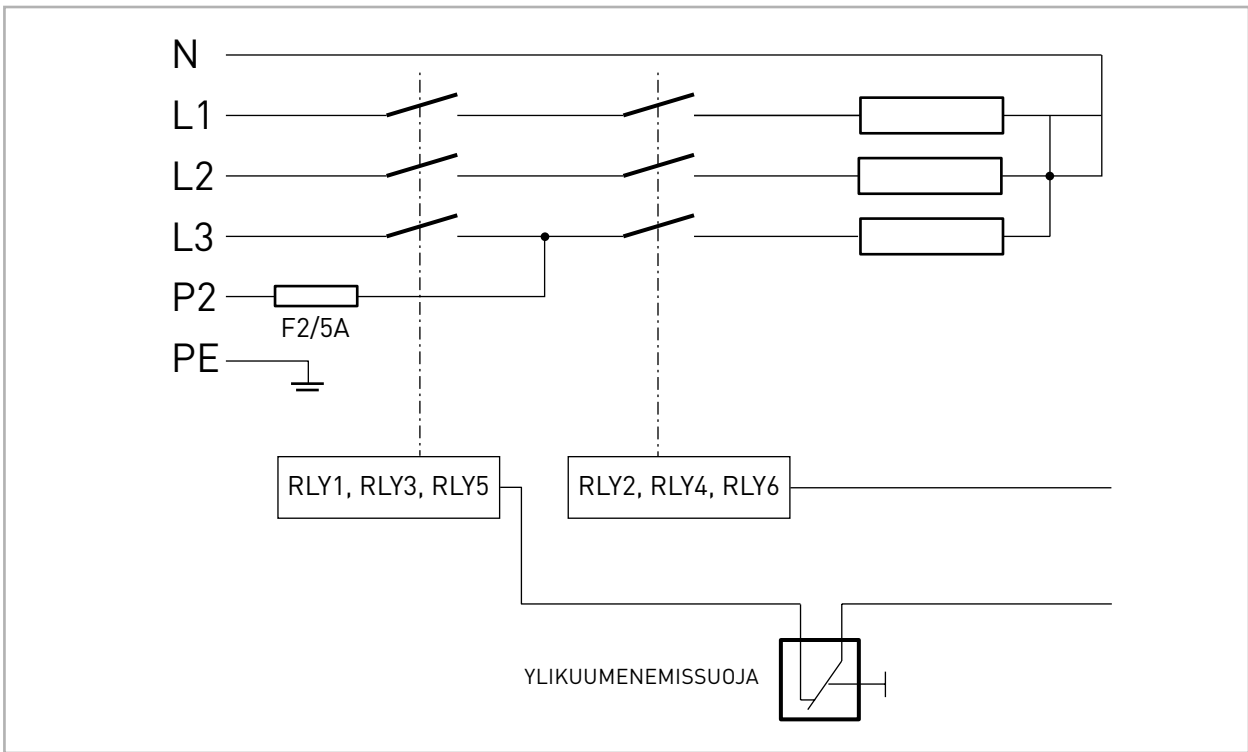 N
L1
L2
L3
P2
F2/5A
PE
RLY1, RLY3, RLY5
RLY2, RLY4, RLY6
YLIKUUMENEMISSUOJA